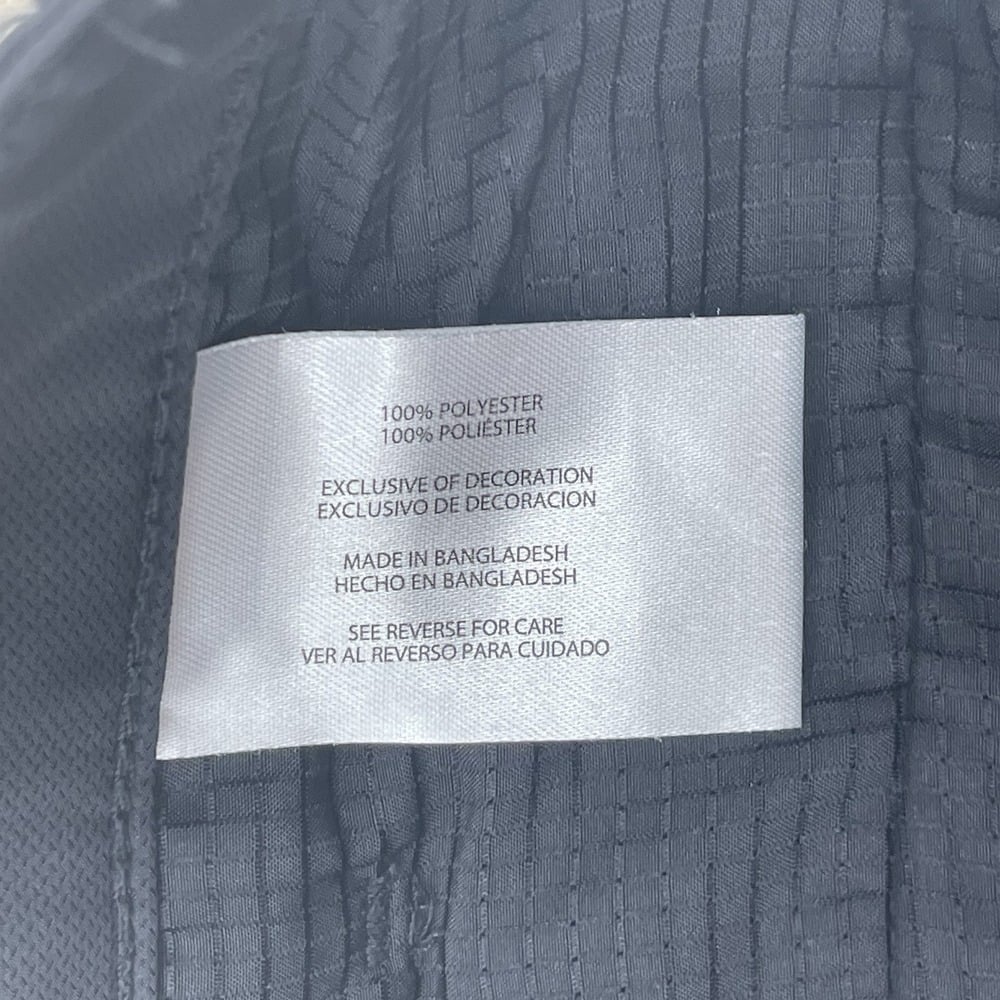 100% POLYESTER
100% POLIÉSTER
EXCLUSIVE OF DECORATION
EXCLUSIVO DE DECORACION
MADE IN BANGLADESH
HECHO EN BANGLADESH
SEE REVERSE FOR CARE
VER AL REVERSO PARA CUIDADO